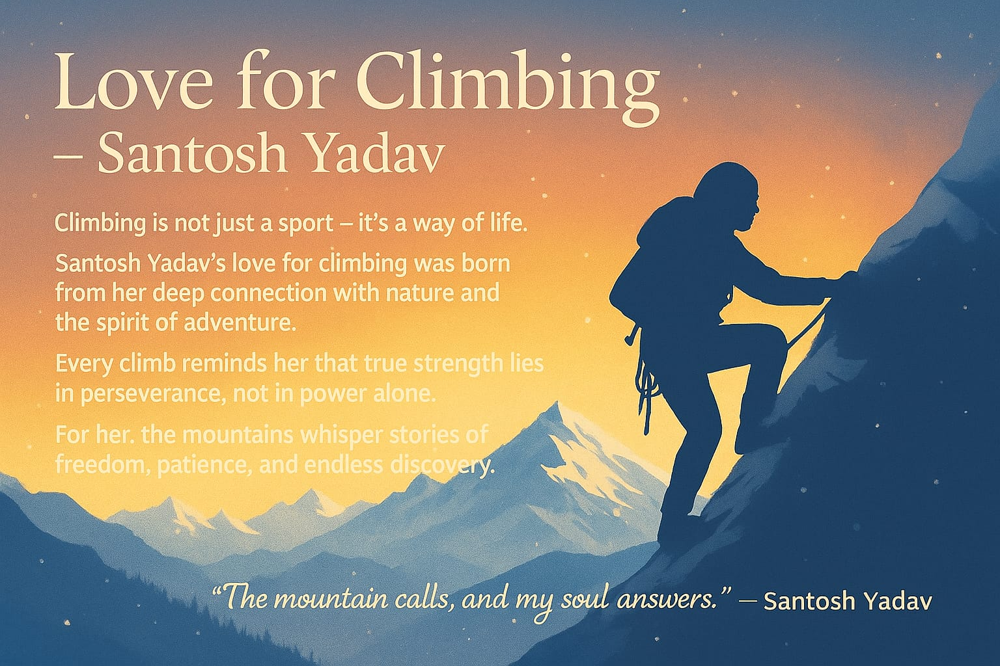 Love for Climbing
– Santosh Yadav
Climbing is not just a sport – it’s a way of life.
Santosh Yadav’s love for climbing was born
from her deep connection with nature and
the spirit of adventure.
Every climb reminds her that true strength lies
in perseverance, not in power alone.
For her. the mountains whisper stories of
freedom, patience, and endless discovery.
“The mountain calls, and my soul answers.” — Santosh Yadav